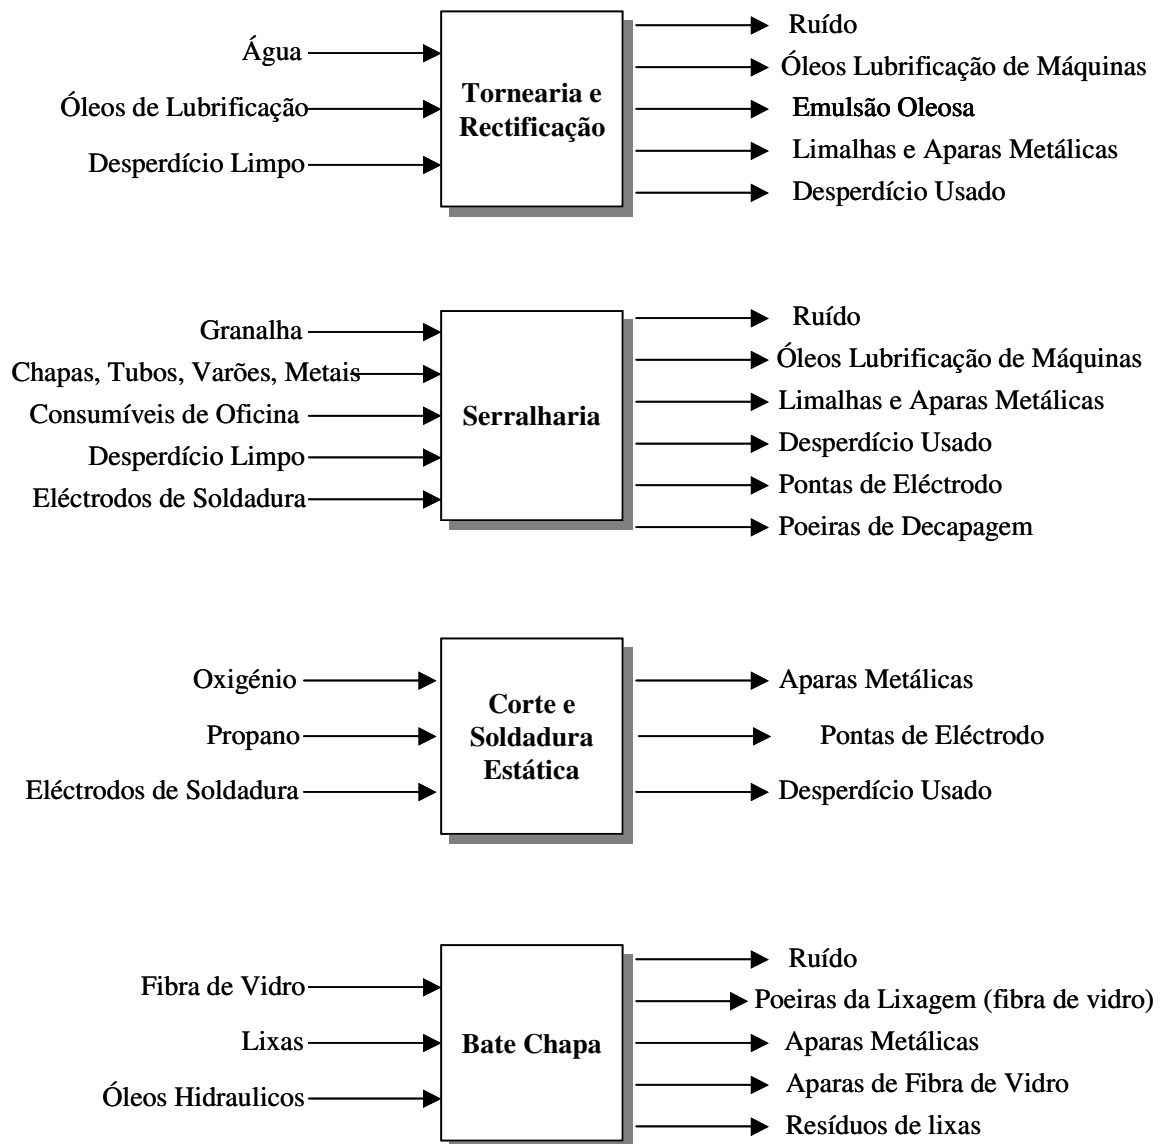 Água
Óleos de Lubrificação
Desperdício Limpo
Tornearia e
Rectificação
Ruído
Óleos Lubrificação de Máquinas
Emulsão Oleosa
Limalhas e Aparas Metálicas
Desperdício Usado
Granalha
Chapas, Tubos, Varões, Metais
Consumíveis de Oficina
Desperdício Limpo
Eléctrodos de Soldadura
Serralharia
Ruído
Óleos Lubrificação de Máquinas
Limalhas e Aparas Metálicas
Desperdício Usado
Pontas de Eléctrodo
Poeiras de Decapagem
Oxigénio
Propano
Eléctrodos de Soldadura
Corte e
Soldadura
Estática
Aparas Metálicas
Pontas de Eléctrodo
Desperdício Usado
Fibra de Vidro
Lixas
Óleos Hidraulicos
Bate Chapa
Ruído
Poeiras da Lixagem (fibra de vidro)
Aparas Metálicas
Aparas de Fibra de Vidro
Resíduos de lixas